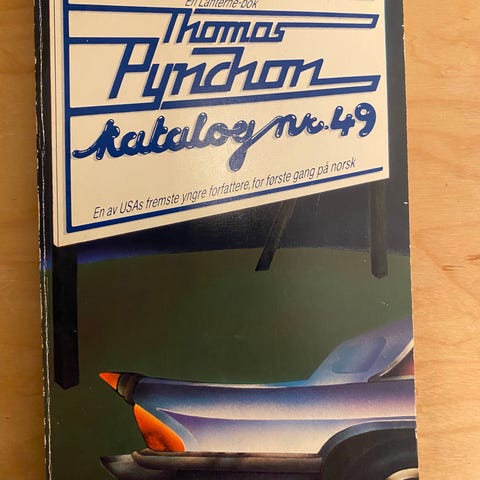 En Lanterne-bok
Thomas
Pynchon
katalog nr. 49
En av USAs fremste yngre forfattere, for første gang på norsk